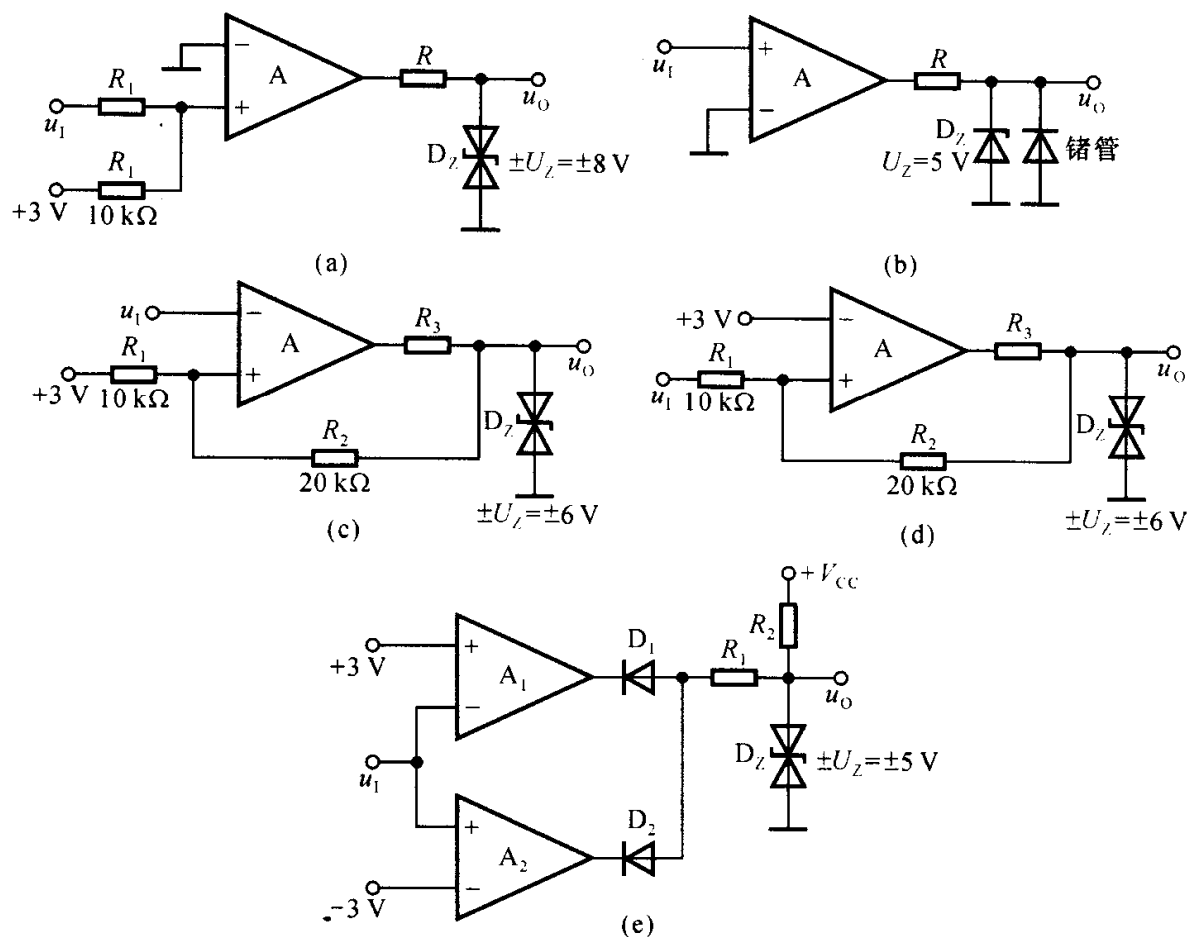 A
R
R₁
u_I
u_O
D_Z ±U_Z=±8 V
R₁
+3 V 10 kΩ
(a)
u_I
A
R
u_O
D_Z
U_Z=5 V
锗管
(b)
u_I
A
R₃
u_O
R₁
+3 V 10 kΩ
D_Z
R₂
20 kΩ
±U_Z=±6 V
(c)
+3 V
A
R₃
u_O
R₁
u_I 10 kΩ
D_Z
R₂
20 kΩ
±U_Z=±6 V
(d)
+V_CC
R₂
+3 V
A₁
D₁
R₁
u_O
u_I
D_Z ±U_Z=±5 V
A₂
D₂
-3 V
(e)